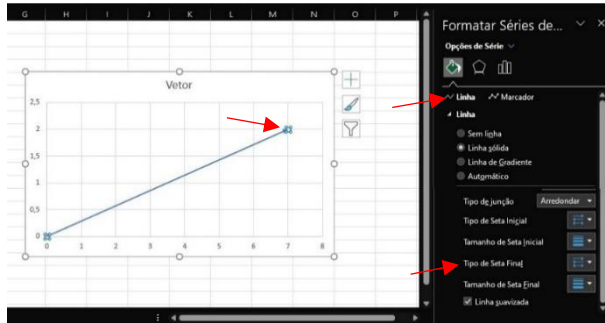 G H I J K L M N O P
Vetor
2,5
2
1,5
1
0,5
0
0 1 2 3 4 5 6 7 8
Formatar Séries de...
Opções de Série
Linha Marcador
Linha
Sem linha
Linha sólida
Linha de Gradiente
Automático
Tipo de junção Arredondar
Tipo de Seta Inicial
Tamanho de Seta Inicial
Tipo de Seta Final
Tamanho de Seta Final
Linha suavizada